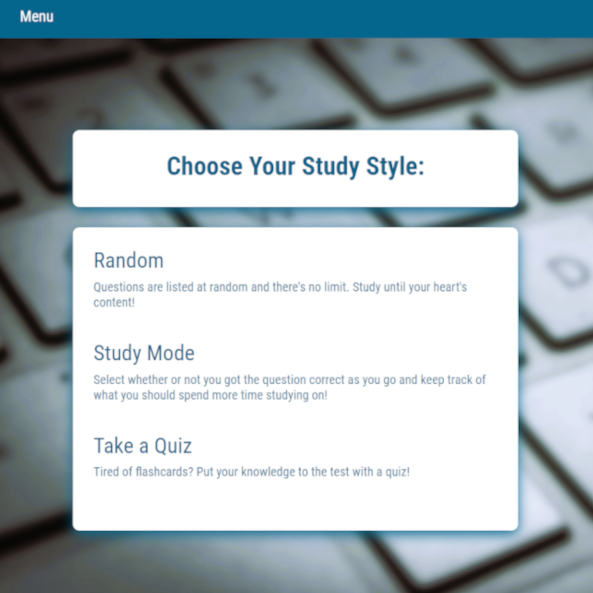 Menu
Choose Your Study Style:
Random
Questions are listed at random and there's no limit. Study until your heart's
content!
Study Mode
Select whether or not you got the question correct as you go and keep track of
what you should spend more time studying on!
Take a Quiz
Tired of flashcards? Put your knowledge to the test with a quiz!